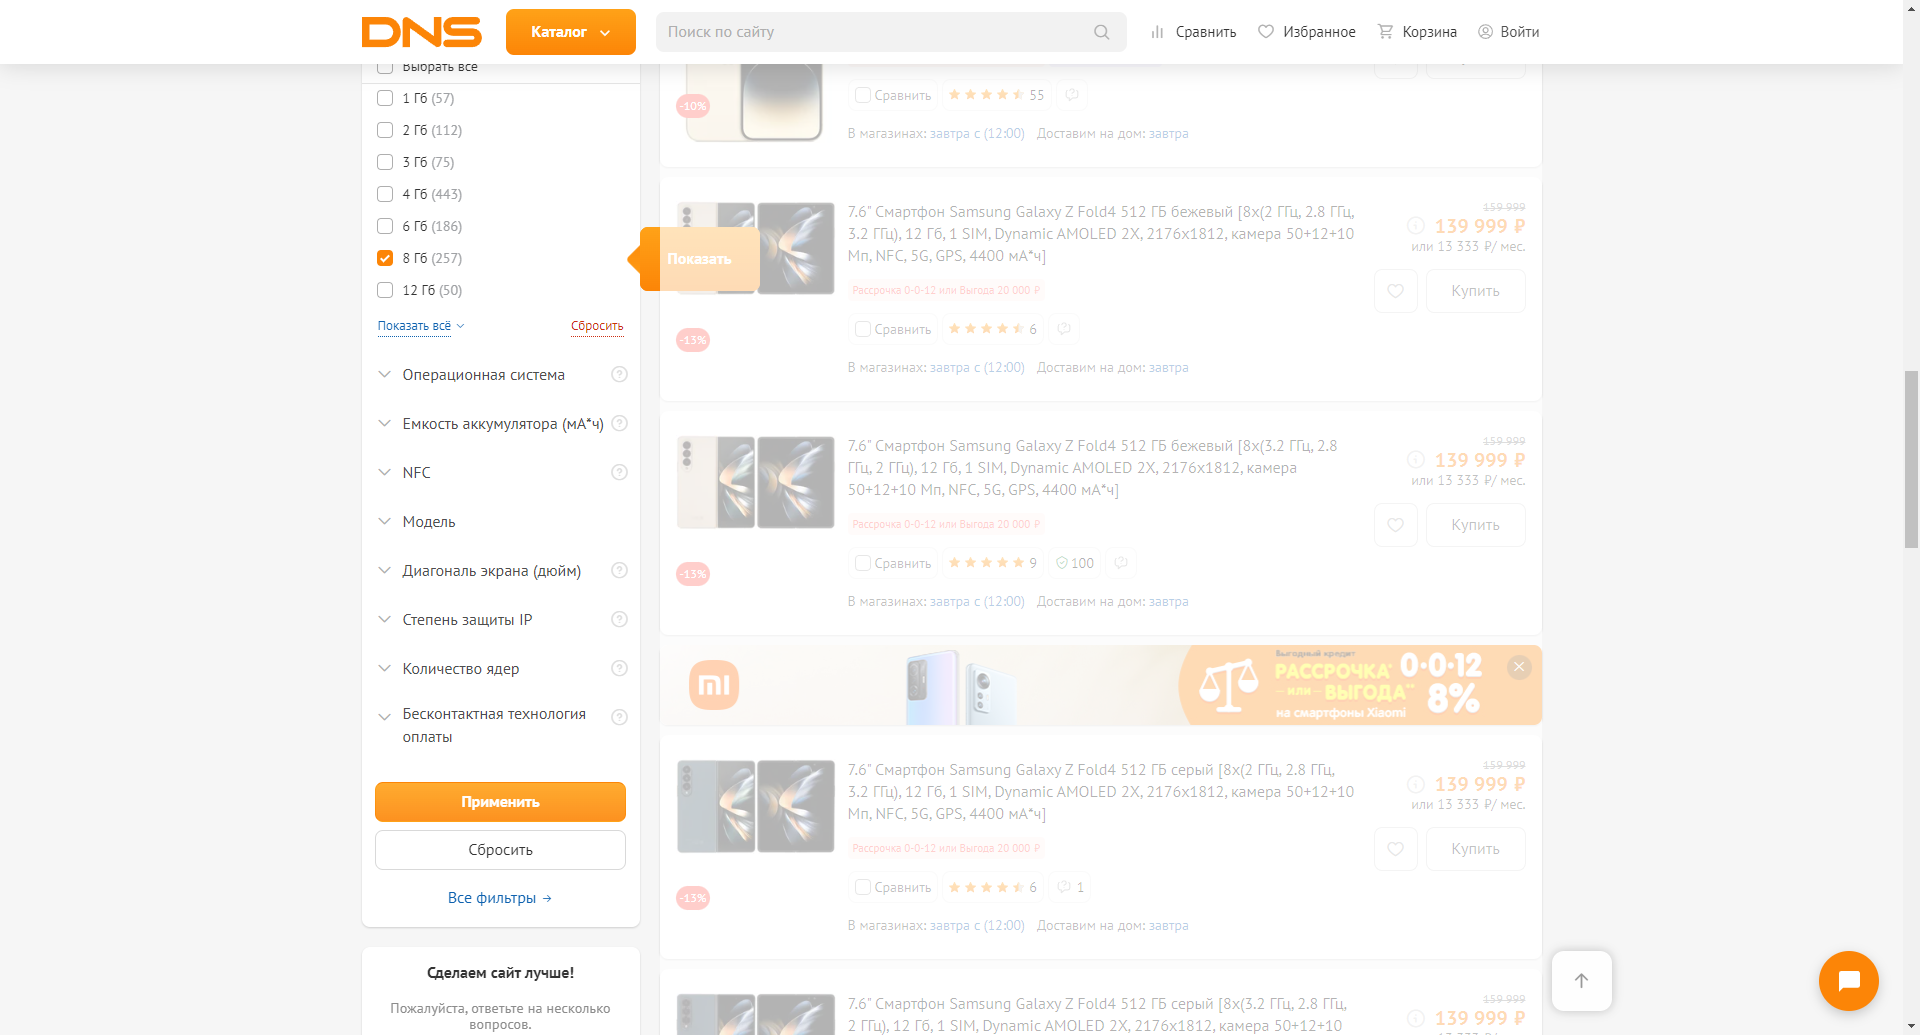 DNS
Каталог
Поиск по сайту
Сравнить
Избранное
Корзина
Войти
Выбрать все
1 Гб (57)
2 Гб (112)
3 Гб (75)
4 Гб (443)
6 Гб (186)
8 Гб (257)
12 Гб (50)
Показать всё
Сбросить
Показать
Операционная система
Емкость аккумулятора (мА*ч)
NFC
Модель
Диагональ экрана (дюйм)
Степень защиты IP
Количество ядер
Бесконтактная технология
оплаты
Применить
Сбросить
Все фильтры →
Сделаем сайт лучше!
Пожалуйста, ответьте на несколько
вопросов.
-10%
Сравнить
55
В магазинах: завтра с (12:00) Доставим на дом: завтра
7.6" Смартфон Samsung Galaxy Z Fold4 512 ГБ бежевый [8x(2 ГГц, 2.8 ГГц,
3.2 ГГц), 12 Гб, 1 SIM, Dynamic AMOLED 2X, 2176x1812, камера 50+12+10
Мп, NFC, 5G, GPS, 4400 мА*ч]
159 999
139 999 ₽
или 13 333 ₽/ мес.
Рассрочка 0-0-12 или Выгода 20 000 ₽
Купить
-13%
Сравнить
6
В магазинах: завтра с (12:00) Доставим на дом: завтра
7.6" Смартфон Samsung Galaxy Z Fold4 512 ГБ бежевый [8x(3.2 ГГц, 2.8
ГГц, 2 ГГц), 12 Гб, 1 SIM, Dynamic AMOLED 2X, 2176x1812, камера
50+12+10 Мп, NFC, 5G, GPS, 4400 мА*ч]
159 999
139 999 ₽
или 13 333 ₽/ мес.
Рассрочка 0-0-12 или Выгода 20 000 ₽
Купить
-13%
Сравнить
9
100
В магазинах: завтра с (12:00) Доставим на дом: завтра
mi
Выгодный кредит
РАССРОЧКА* 0·0·12
— или — ВЫГОДА** 8%
на смартфоны Xiaomi
7.6" Смартфон Samsung Galaxy Z Fold4 512 ГБ серый [8x(2 ГГц, 2.8 ГГц,
3.2 ГГц), 12 Гб, 1 SIM, Dynamic AMOLED 2X, 2176x1812, камера 50+12+10
Мп, NFC, 5G, GPS, 4400 мА*ч]
159 999
139 999 ₽
или 13 333 ₽/ мес.
Рассрочка 0-0-12 или Выгода 20 000 ₽
Купить
-13%
Сравнить
6
1
В магазинах: завтра с (12:00) Доставим на дом: завтра
7.6" Смартфон Samsung Galaxy Z Fold4 512 ГБ серый [8x(3.2 ГГц, 2.8 ГГц,
2 ГГц), 12 Гб, 1 SIM, Dynamic AMOLED 2X, 2176x1812, камера 50+12+10
159 999
139 999 ₽